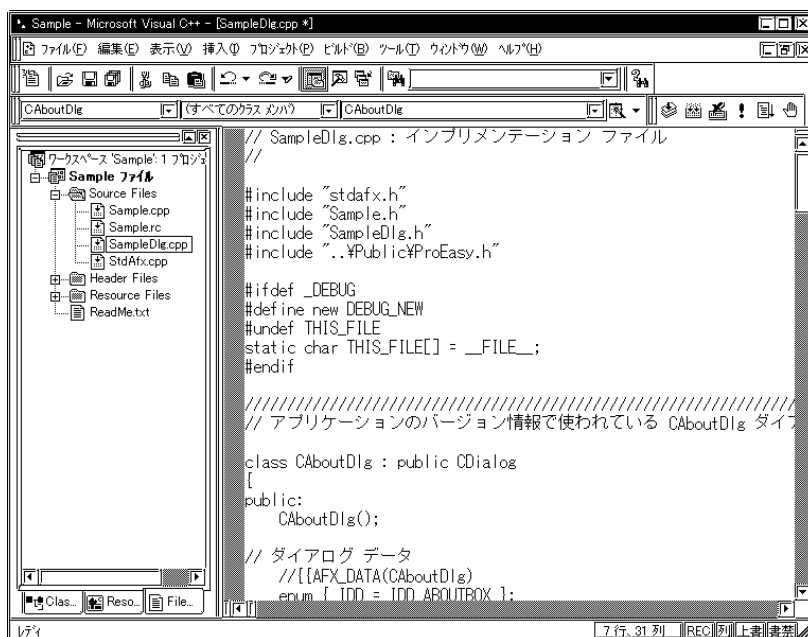 Sample - Microsoft Visual C++ - [SampleDlg.cpp *]
ファイル(F) 編集(E) 表示(V) 挿入(I) プロジェクト(P) ビルド(B) ツール(T) ウィンドウ(W) ヘルプ(H)
CAboutDlg (すべてのクラス メンバ) CAboutDlg
ワークスペース 'Sample': 1 プロジェ
Sample ファイル
Source Files
Sample.cpp
Sample.rc
SampleDlg.cpp
StdAfx.cpp
Header Files
Resource Files
ReadMe.txt
Clas... Reso... File...
// SampleDlg.cpp : インプリメンテーション ファイル
//
#include "stdafx.h"
#include "Sample.h"
#include "SampleDlg.h"
#include "..¥Public¥ProEasy.h"
#ifdef _DEBUG
#define new DEBUG_NEW
#undef THIS_FILE
static char THIS_FILE[] = __FILE__;
#endif
/////////////////////////////////////////////////////////////////
// アプリケーションのバージョン情報で使われている CAboutDlg ダイア
class CAboutDlg : public CDialog
{
public:
CAboutDlg();
// ダイアログ データ
//{{AFX_DATA(CAboutDlg)
enum { IDD = IDD_ABOUTBOX };
レディ 7 行、31 列 REC 列 上書 書禁